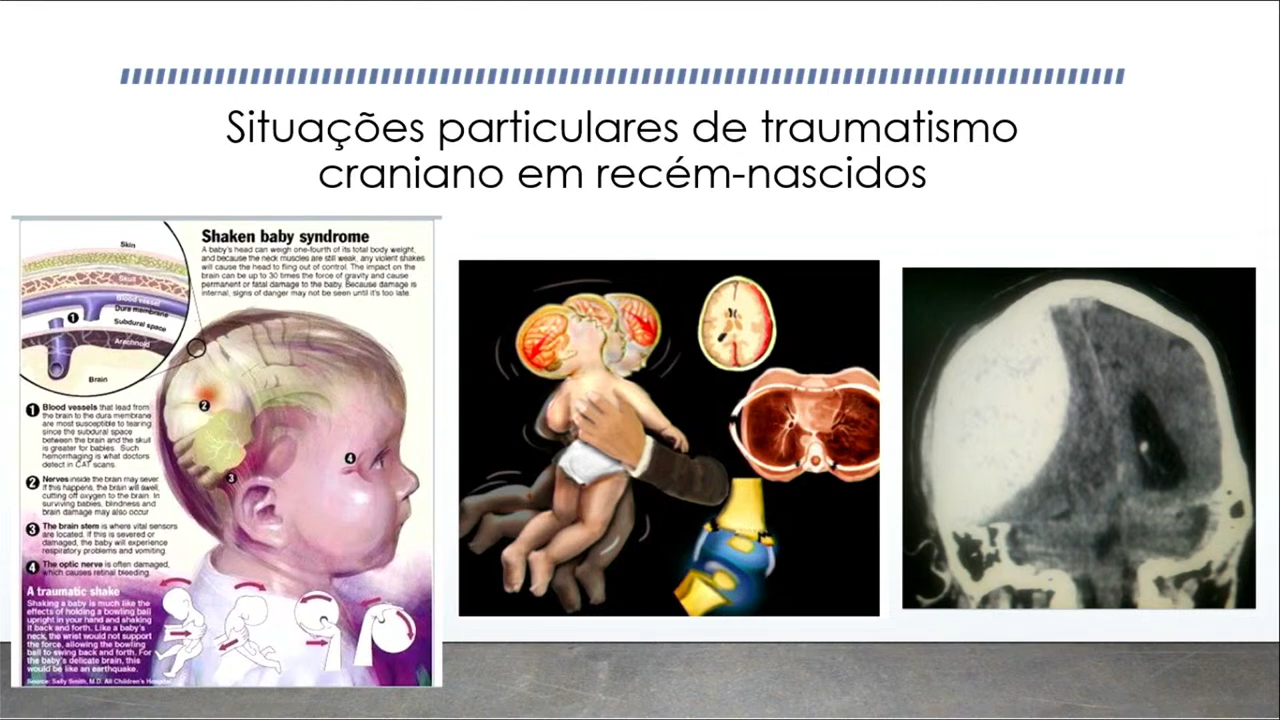 Situações particulares de traumatismo
craniano em recém-nascidos
Skin
Skull
Blood vessel
Dura membrane
1
Subdural space
Arachnoid
Brain
Shaken baby syndrome
A baby's head can weigh one-fourth of its total body weight,
and because the neck muscles are still weak, any violent shakes
will cause the head to fling out of control. The impact on the
brain can be up to 30 times the force of gravity and cause
permanent or fatal damage to the baby. Because damage is
internal, signs of danger may not be seen until it's too late.
2
3
4
1 Blood vessels that lead from
the brain to the dura membrane
are most susceptible to tearing
since the subdural space
between the brain and the skull
is greater for babies. Such
hemorrhaging is what doctors
detect in CAT scans.
2 Nerves inside the brain may sever.
If this happens, the brain will swell,
cutting off oxygen to the brain. In
surviving babies, blindness and
brain damage may also occur
3 The brain stem is where vital sensors
are located. If this is severed or
damaged, the baby will experience
respiratory problems and vomiting.
4 The optic nerve is often damaged,
which causes retinal bleeding.
A traumatic shake
Shaking a baby is much like the
effects of holding a bowling ball
upright in your hand and shaking
it back and forth. Like a baby's
neck, the wrist would not support
the force, allowing the bowling
ball to swing back and forth. For
the baby's delicate brain, this
would be like an earthquake.
Source: Sally Smith, M.D. All Children's Hospital